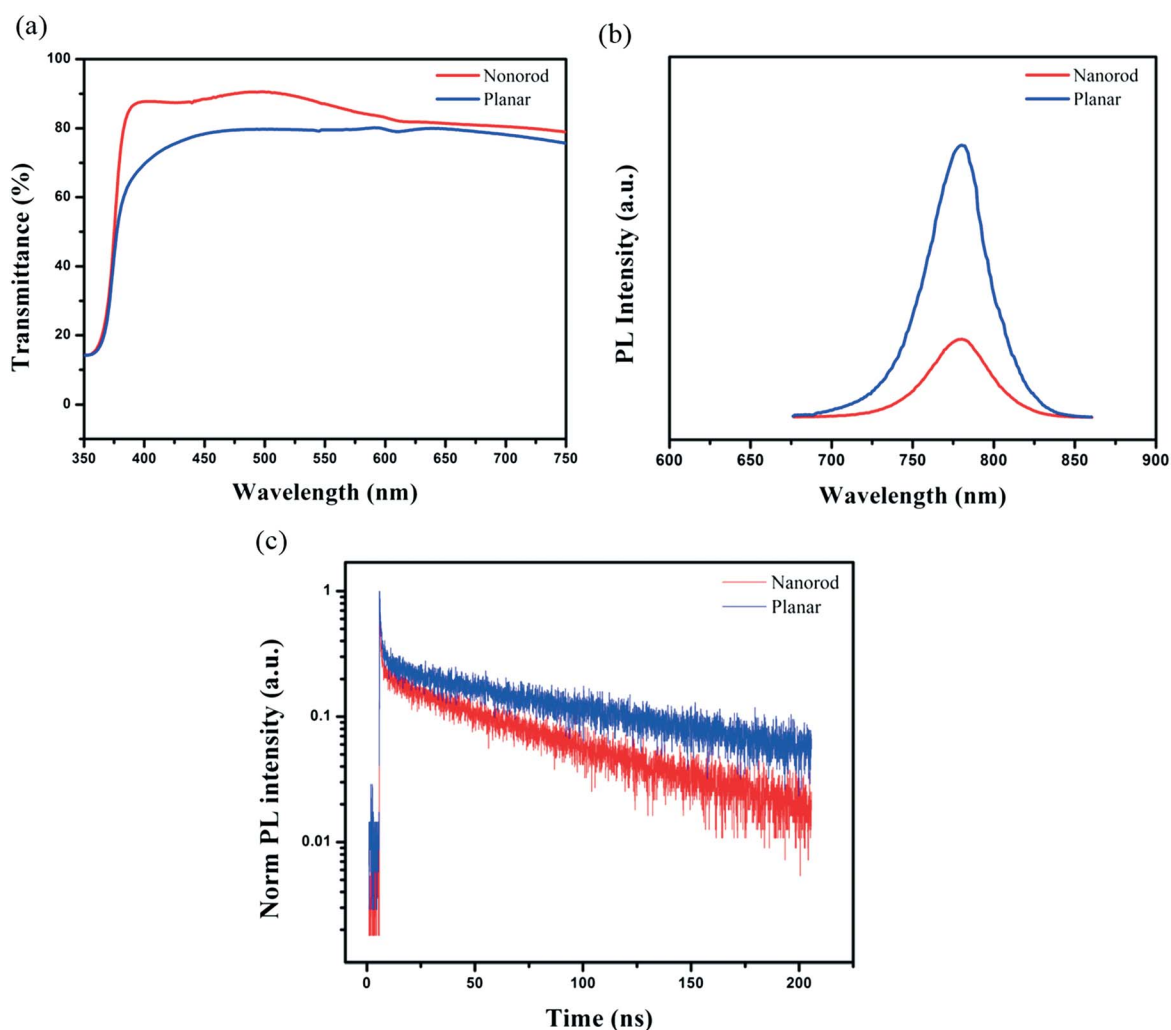 (a)
100
80
60
40
20
0
Transmittance (%)
Nonorod
Planar
350 400 450 500 550 600 650 700 750
Wavelength (nm)
(b)
PL Intensity (a.u.)
Nanorod
Planar
600 650 700 750 800 850 900
Wavelength (nm)
(c)
1
0.1
0.01
Norm PL intensity (a.u.)
Nanorod
Planar
0 50 100 150 200
Time (ns)